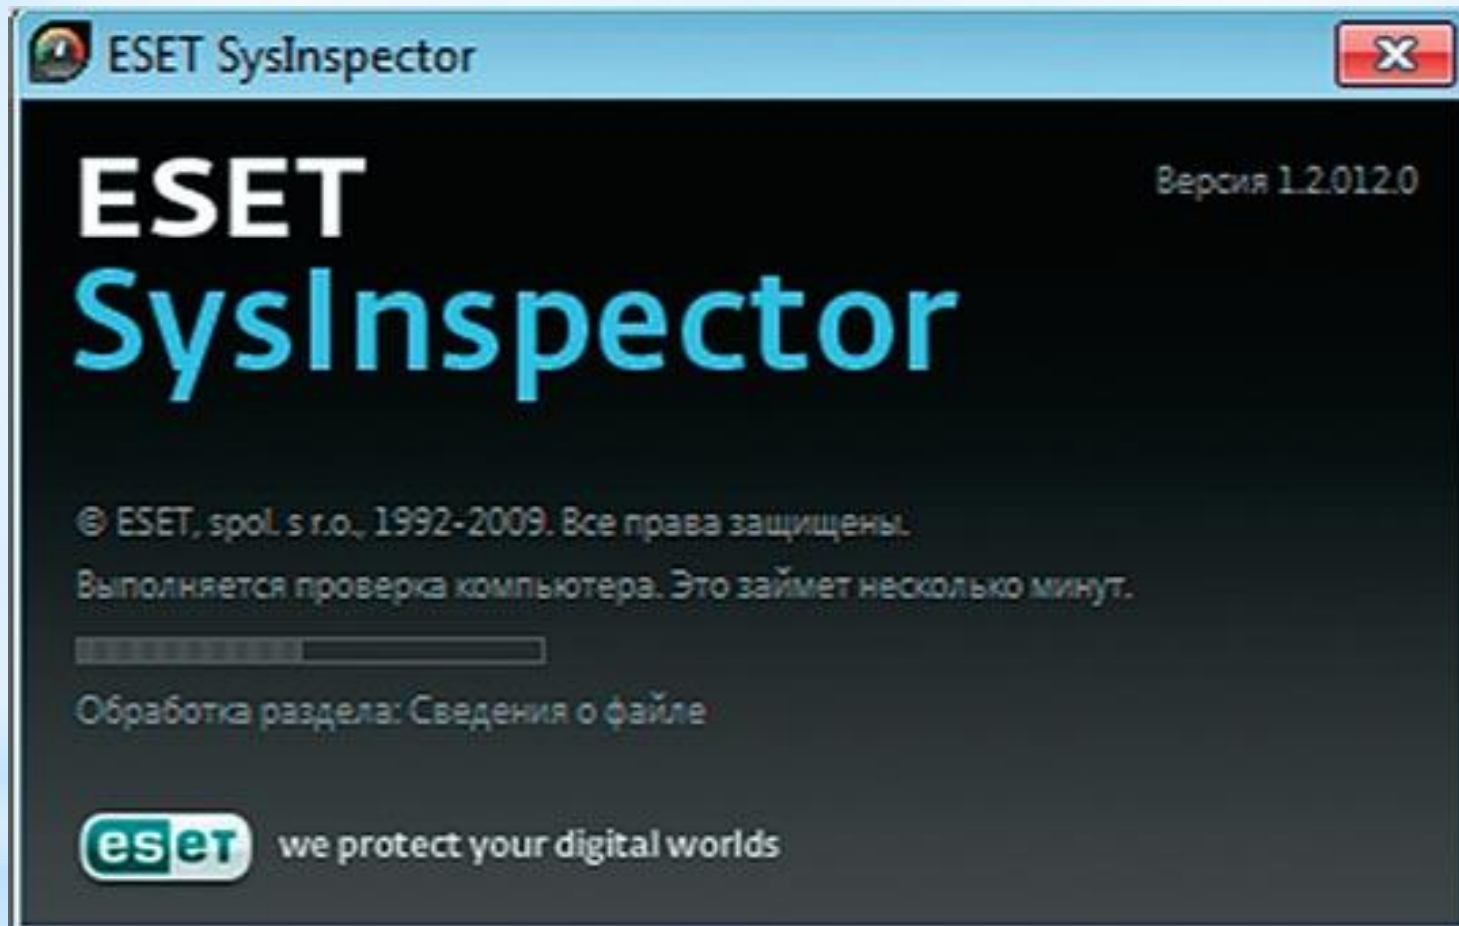 ESET SysInspector
ESET
SysInspector
Версия 1.2.012.0
© ESET, spol. s r.o., 1992-2009. Все права защищены.
Выполняется проверка компьютера. Это займет несколько минут.
Обработка раздела: Сведения о файле
eset we protect your digital worlds